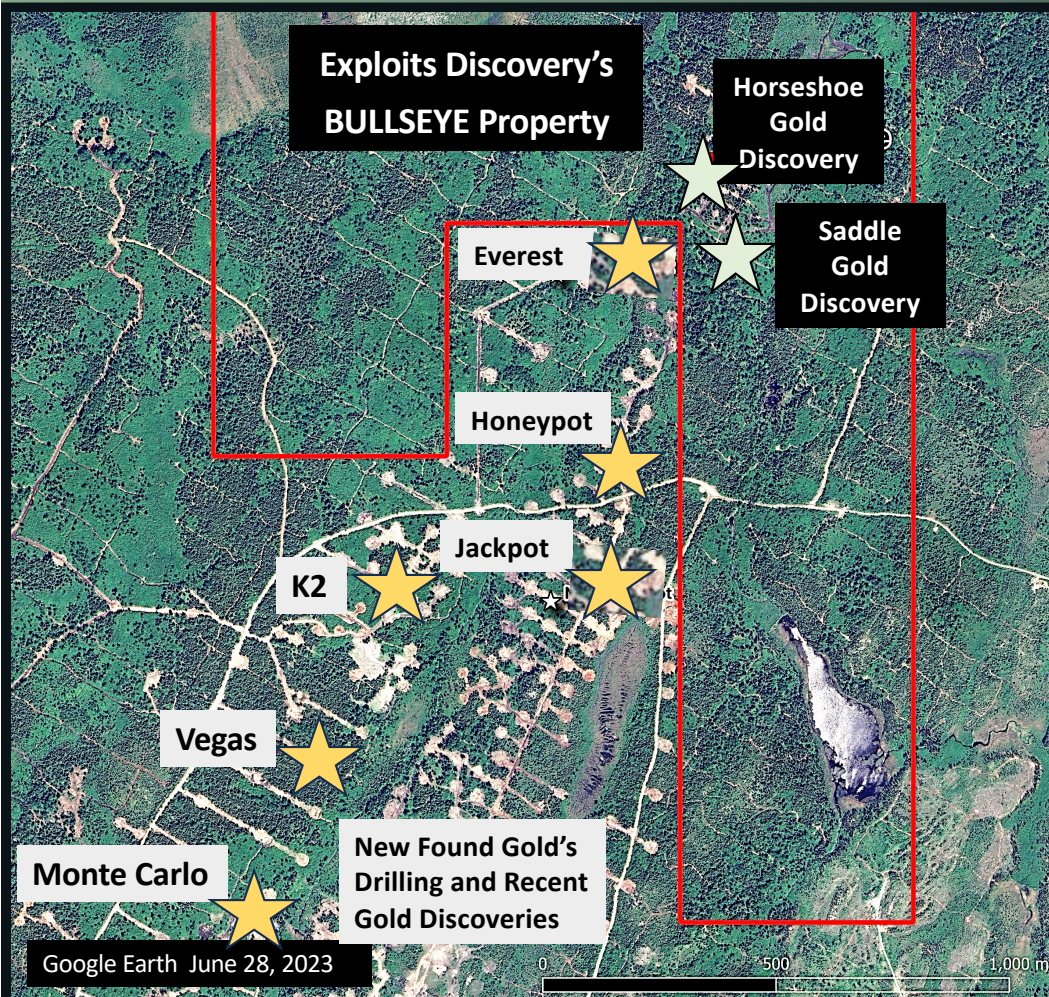 Exploits Discovery’s
BULLSEYE Property
Horseshoe
Gold
Discovery
Saddle
Gold
Discovery
Everest
Honeypot
Jackpot
K2
Vegas
Monte Carlo
New Found Gold’s
Drilling and Recent
Gold Discoveries
Google Earth June 28, 2023
0
500
1,000 m